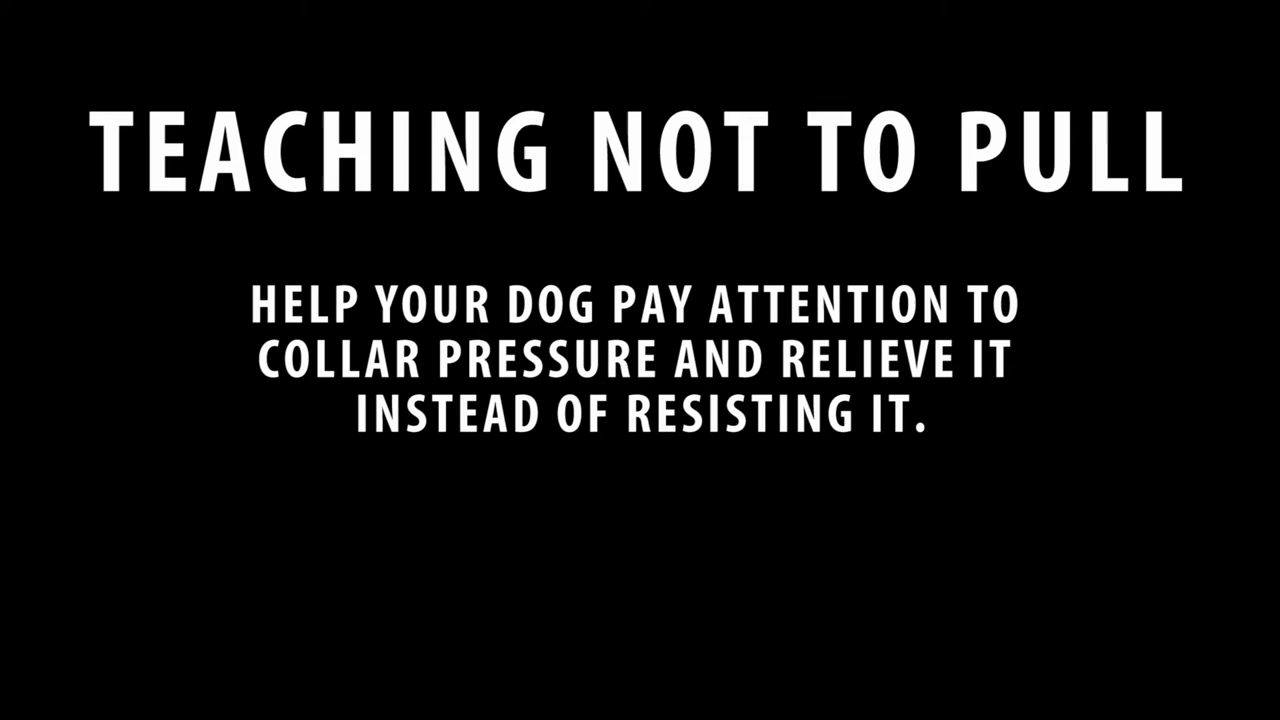 TEACHING NOT TO PULL
HELP YOUR DOG PAY ATTENTION TO
COLLAR PRESSURE AND RELIEVE IT
INSTEAD OF RESISTING IT.